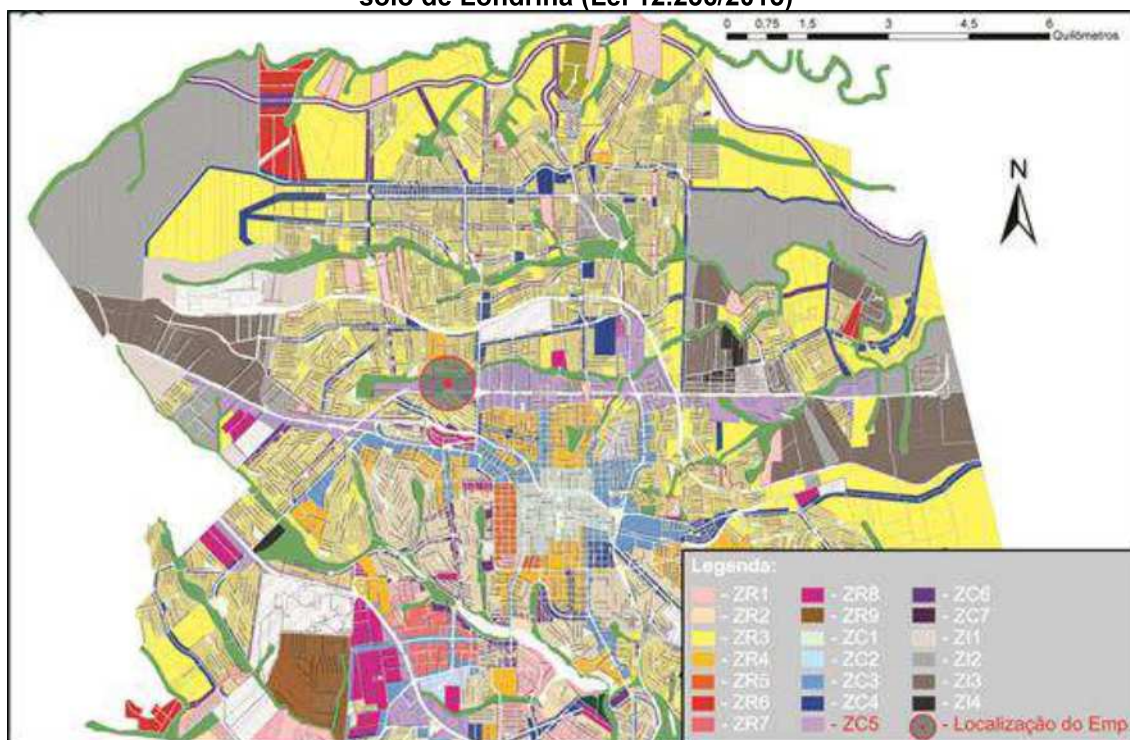 solo de Londrina (Lei 12.236/2015)
0 0,75 1,5 3 4,5 6
Quilômetros
N
Legenda:
- ZR1
- ZR2
- ZR3
- ZR4
- ZR5
- ZR6
- ZR7
- ZR8
- ZR9
- ZC1
- ZC2
- ZC3
- ZC4
- ZC5
- ZC6
- ZC7
- ZI1
- ZI2
- ZI3
- ZI4
- Localização do Emp